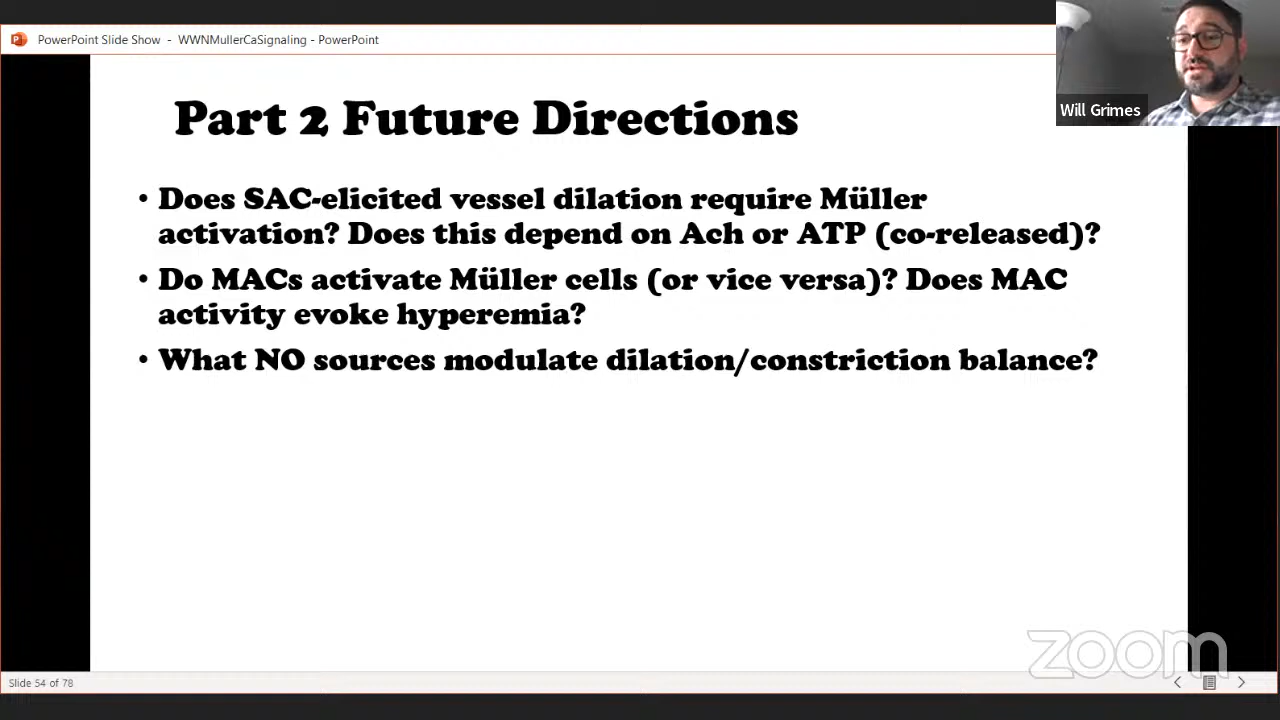 PowerPoint Slide Show - WWNMullerCaSignaling - PowerPoint
Will Grimes
Part 2 Future Directions
• Does SAC-elicited vessel dilation require Müller
activation? Does this depend on Ach or ATP (co-released)?
• Do MACs activate Müller cells (or vice versa)? Does MAC
activity evoke hyperemia?
• What NO sources modulate dilation/constriction balance?
zoom
Slide 54 of 78